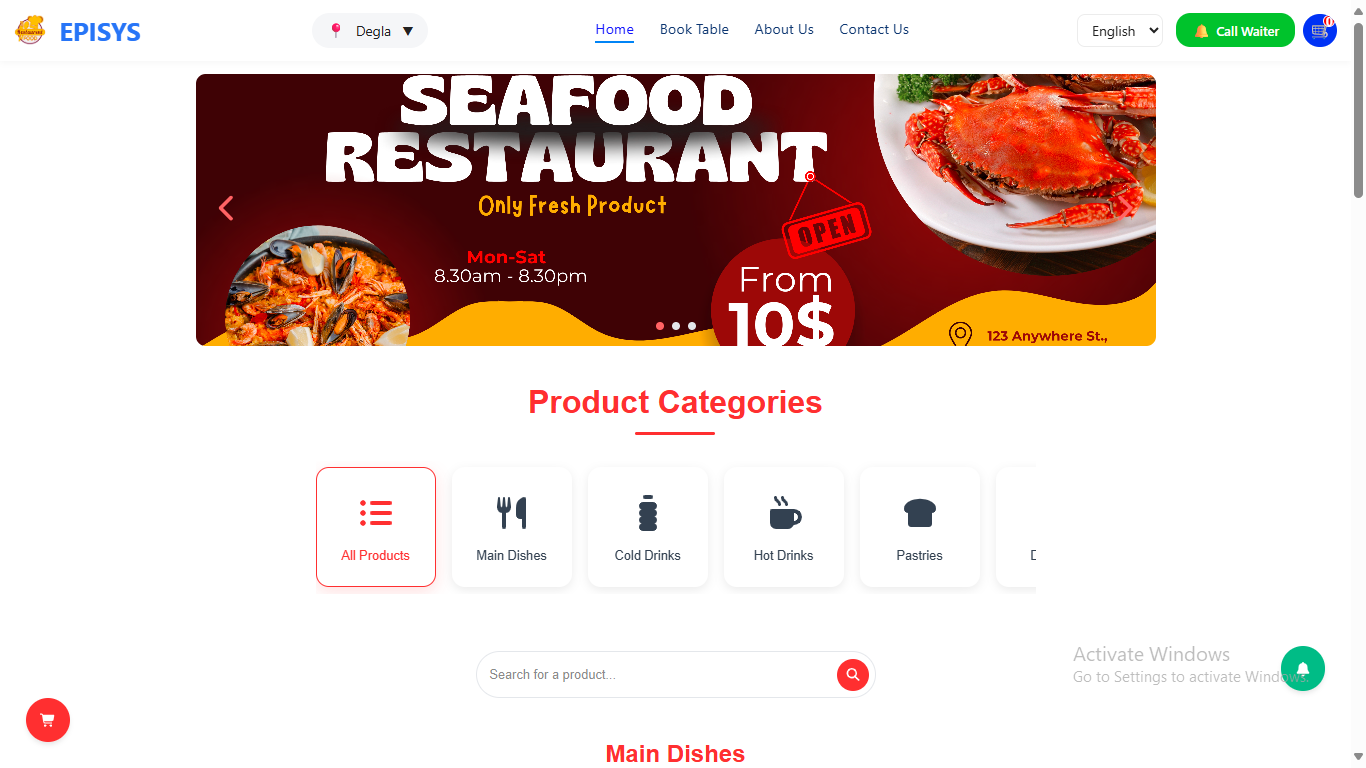 EPISYS
Degla ▼
Home
Book Table
About Us
Contact Us
English
Call Waiter
0
SEAFOOD
RESTAURANT
Only Fresh Product
OPEN
Mon-Sat
8.30am - 8.30pm
From
10$
123 Anywhere St.,
Product Categories
All Products
Main Dishes
Cold Drinks
Hot Drinks
Pastries
D
Search for a product...
Activate Windows
Go to Settings to activate Windows.
Main Dishes